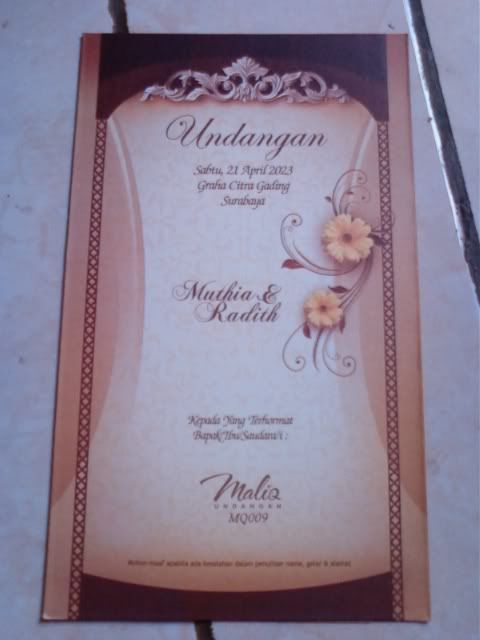 Undangan
Sabtu, 21 April 2023
Graha Citra Gading
Surabaya
Muthia &
Radith
Kepada Yang Terhormat
Bapak/Ibu/Saudara/i :
Maliq
UNDANGAN
MQ009
Mohon maaf apabila ada kesalahan dalam penulisan nama, gelar & alamat